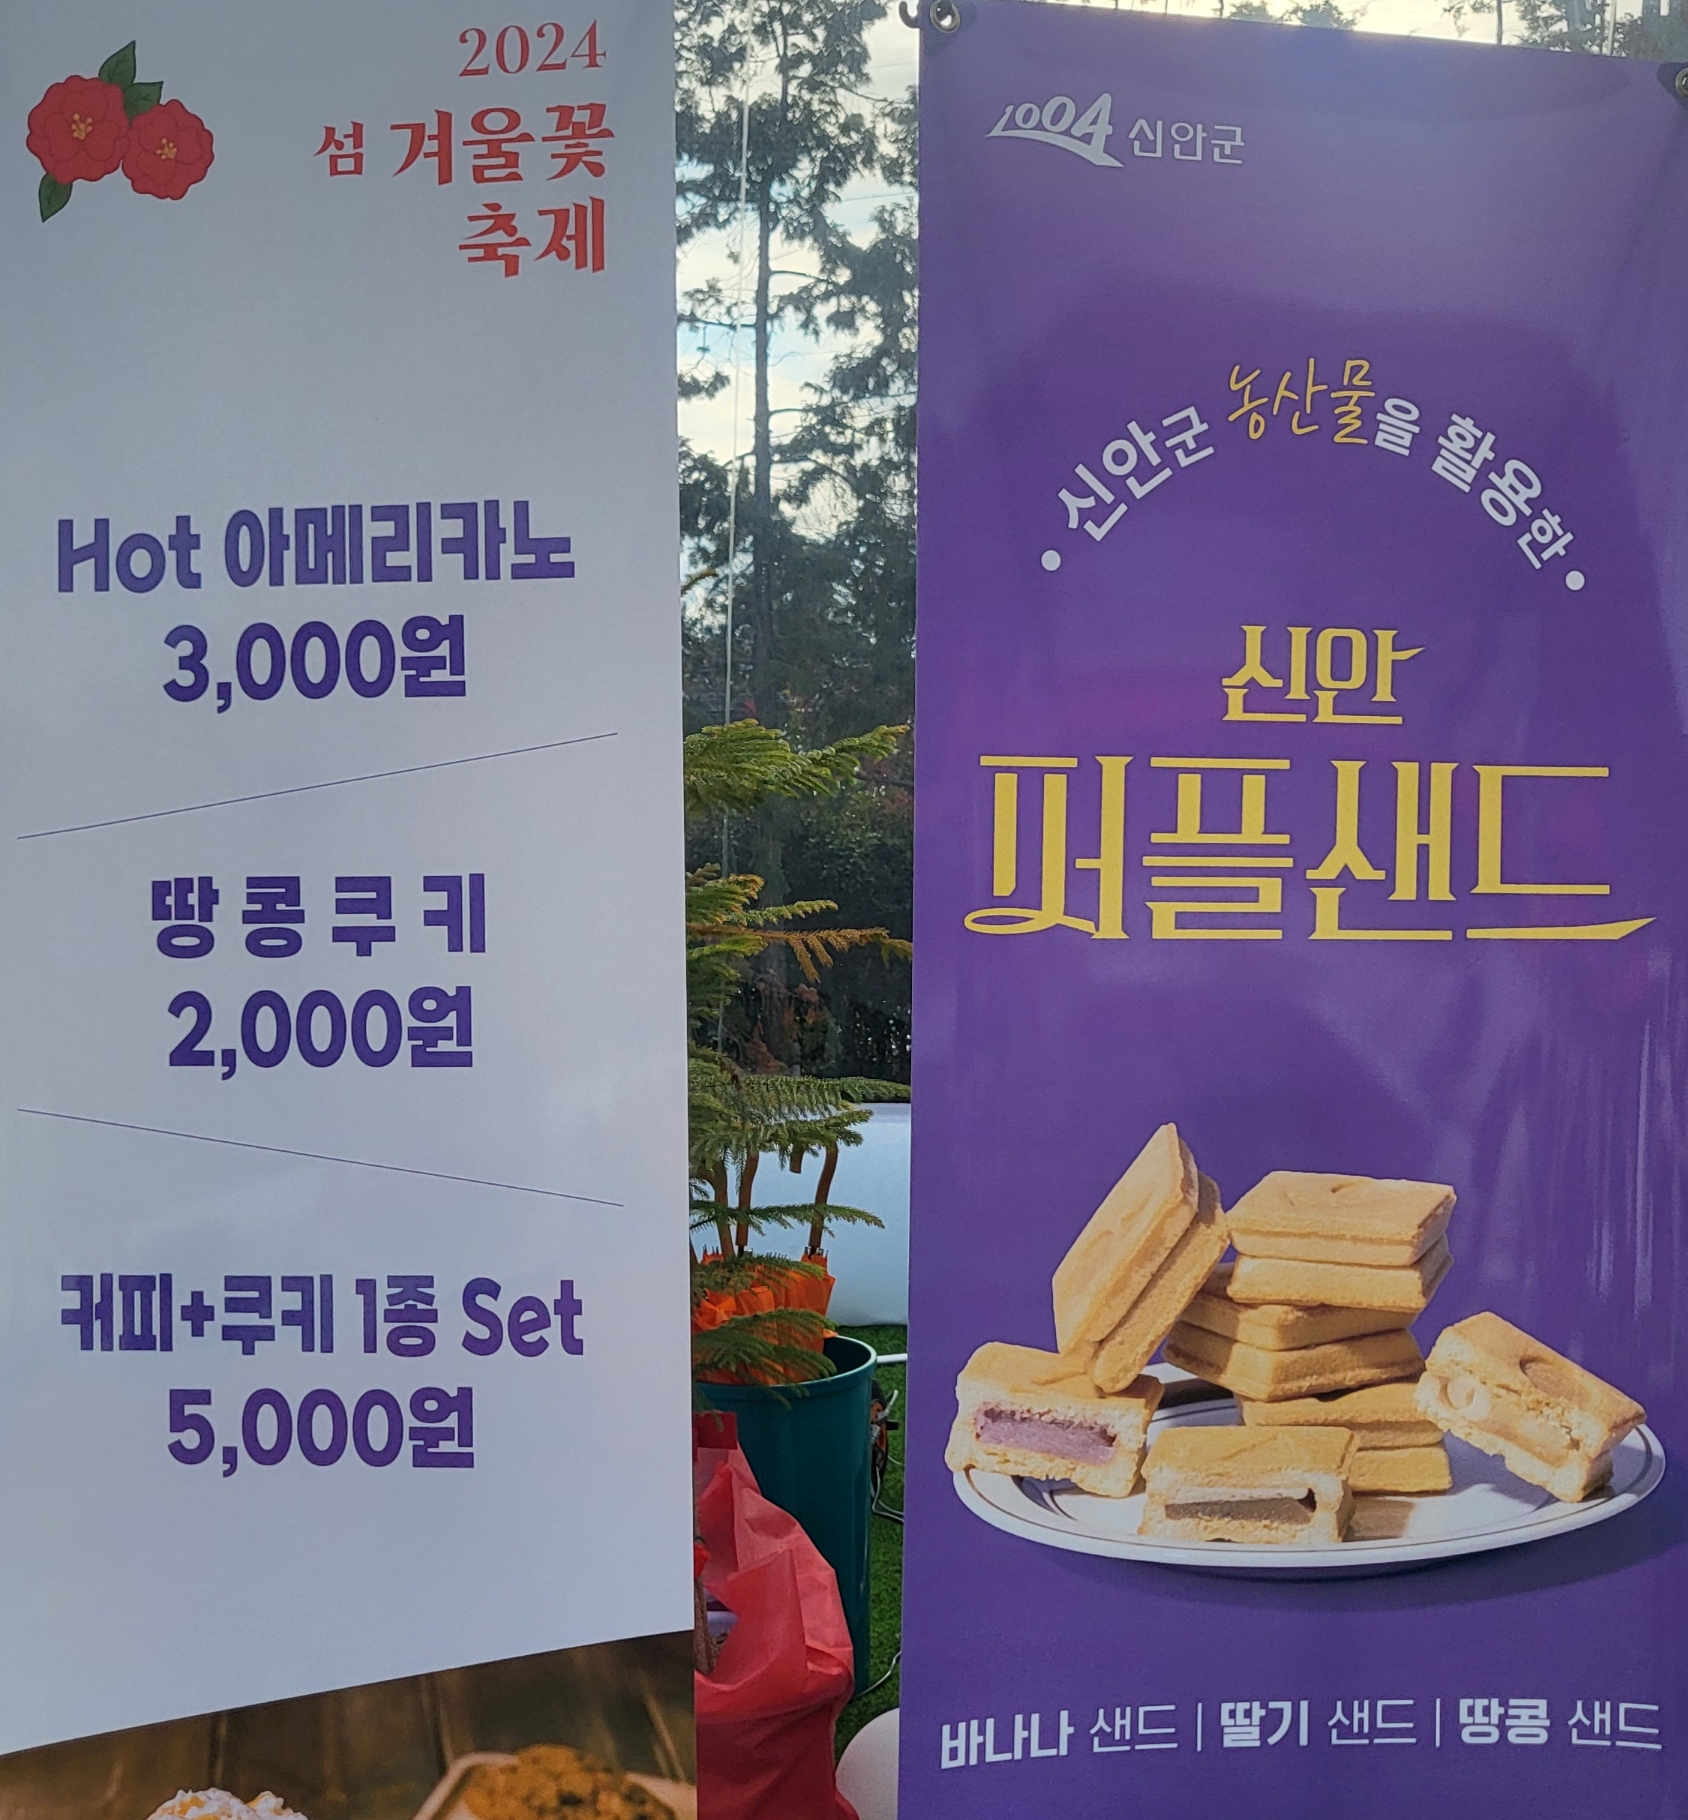 2024
섬 겨울꽃
축제
Hot 아메리카노
3,000원
땅콩쿠키
2,000원
커피+쿠키 1종 Set
5,000원
1004 신안군
• 신안군 농산물을 활용한 •
신안
퍼플샌드
바나나 샌드 | 딸기 샌드 | 땅콩 샌드